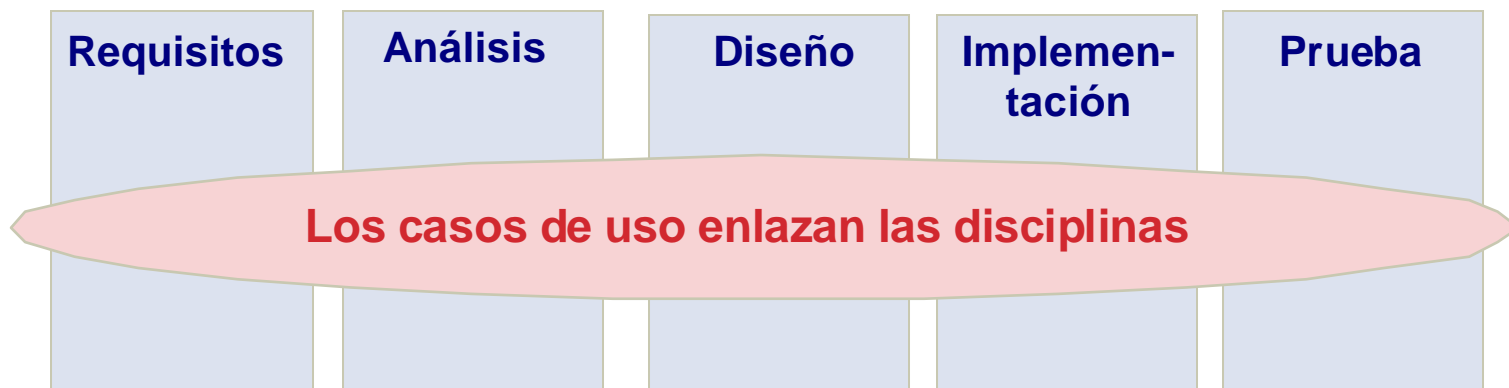 Requisitos
Análisis
Diseño
Implemen-
tación
Prueba
Los casos de uso enlazan las disciplinas